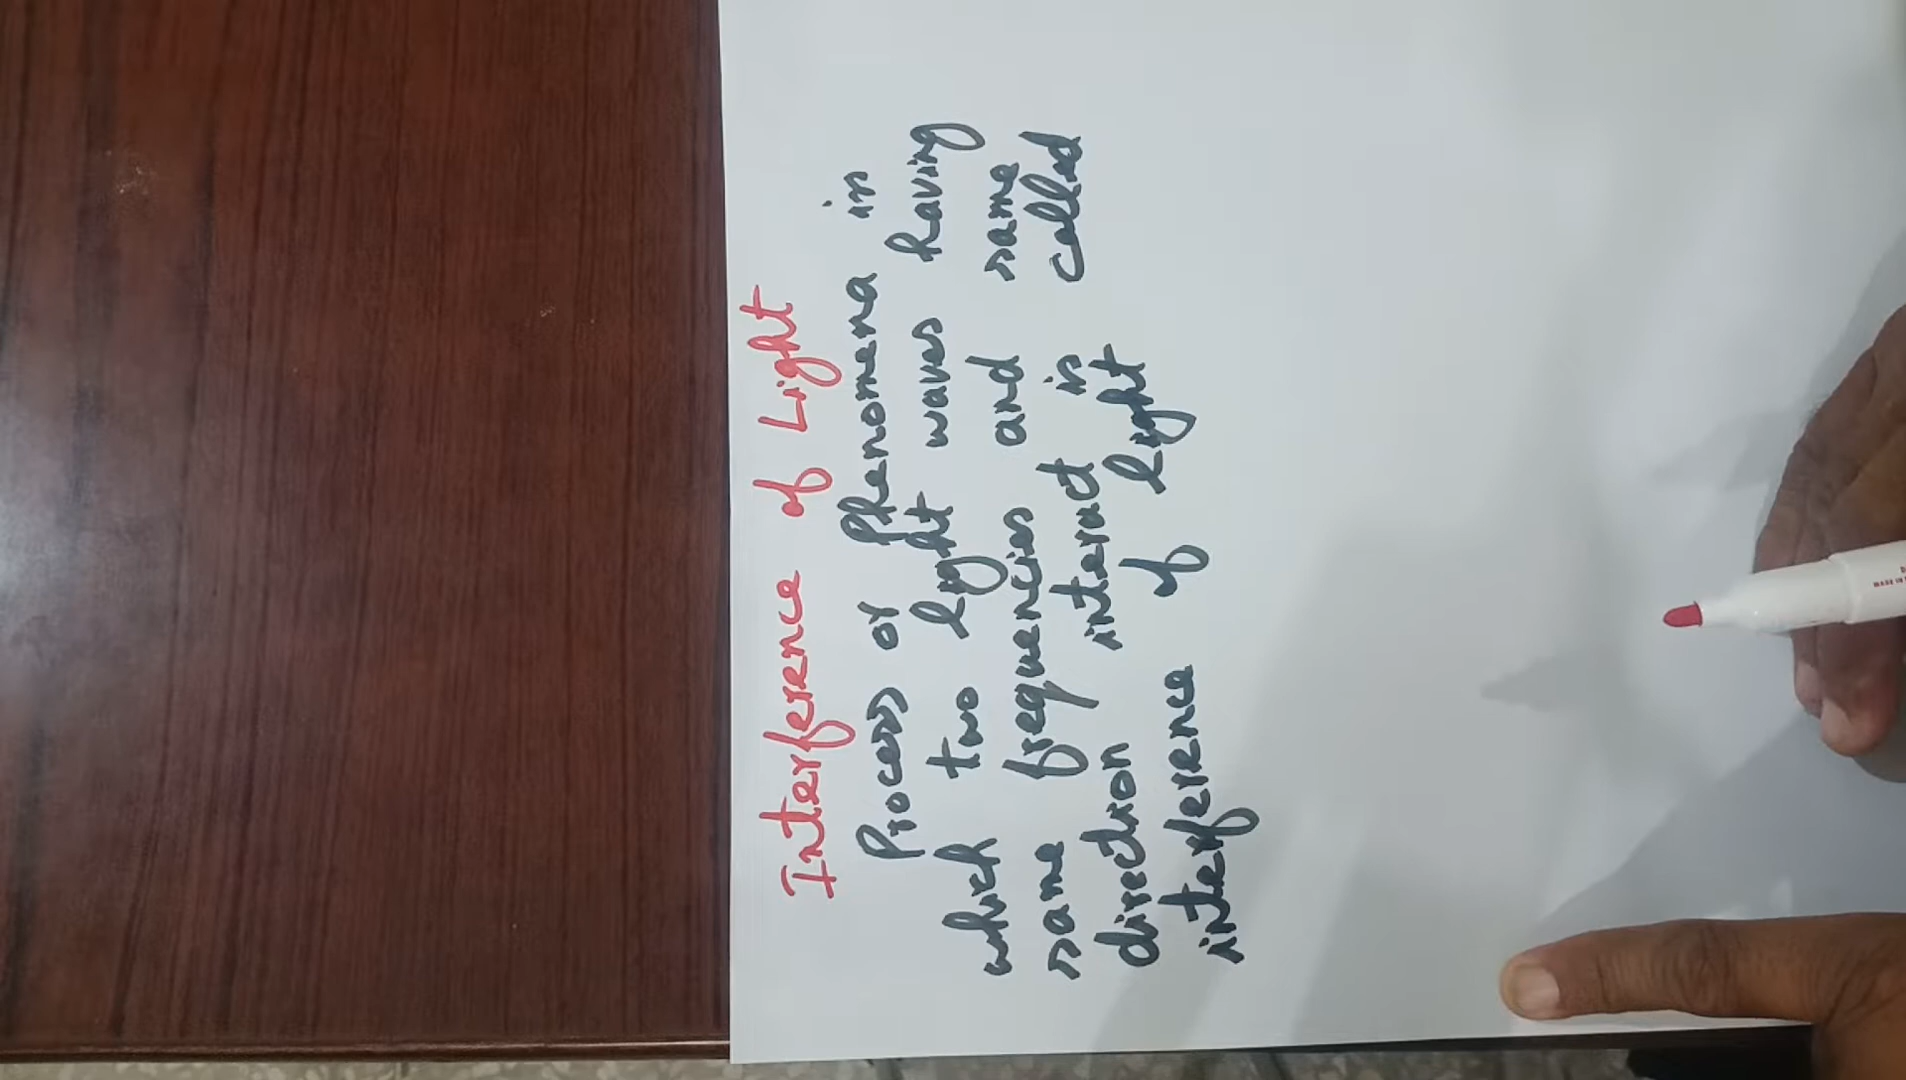 Interference of Light
Process or Phenomena in
which two light waves having
same frequencies and same
direction interact is called
interference of light